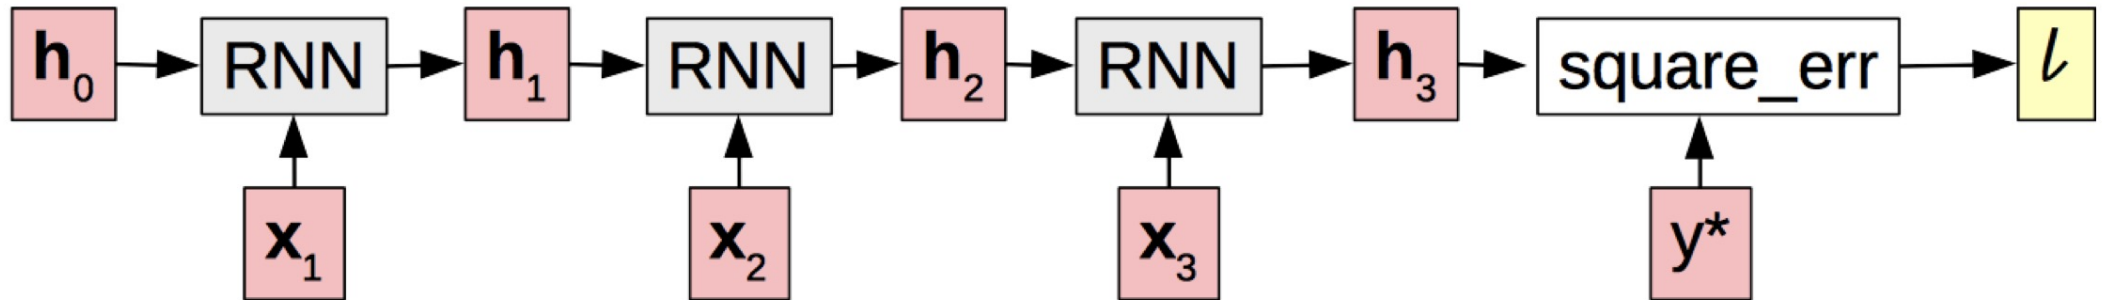 h0 RNN h1 RNN h2 RNN h3 square_err l
x1 x2 x3 y*